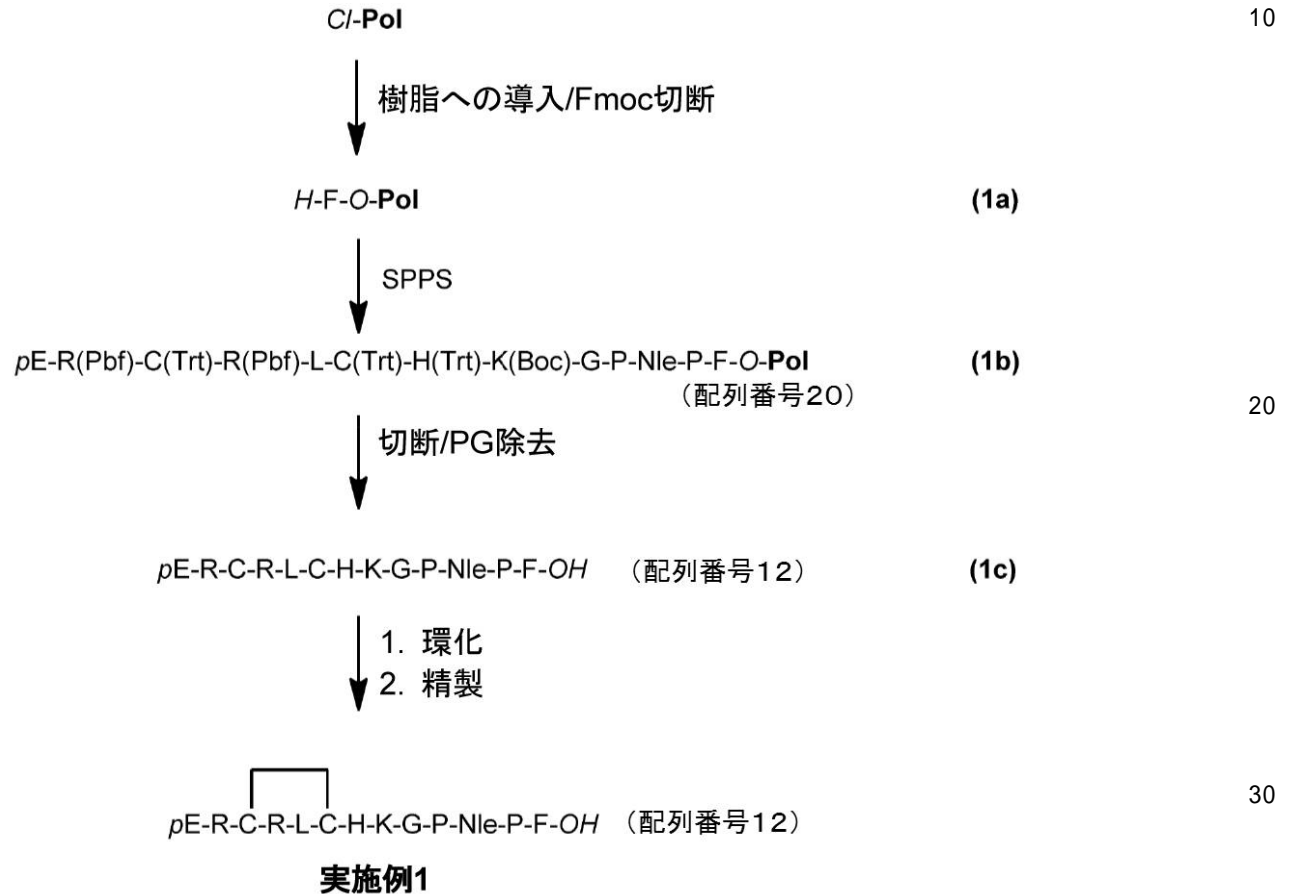 Cl-Pol 10
樹脂への導入/Fmoc切断
H-F-O-Pol (1a)
SPPS
pE-R(Pbf)-C(Trt)-R(Pbf)-L-C(Trt)-H(Trt)-K(Boc)-G-P-Nle-P-F-O-Pol (1b)
(配列番号20)
20
切断/PG除去
pE-R-C-R-L-C-H-K-G-P-Nle-P-F-OH (配列番号12) (1c)
1. 環化
2. 精製
30
pE-R-C-R-L-C-H-K-G-P-Nle-P-F-OH (配列番号12)
実施例1